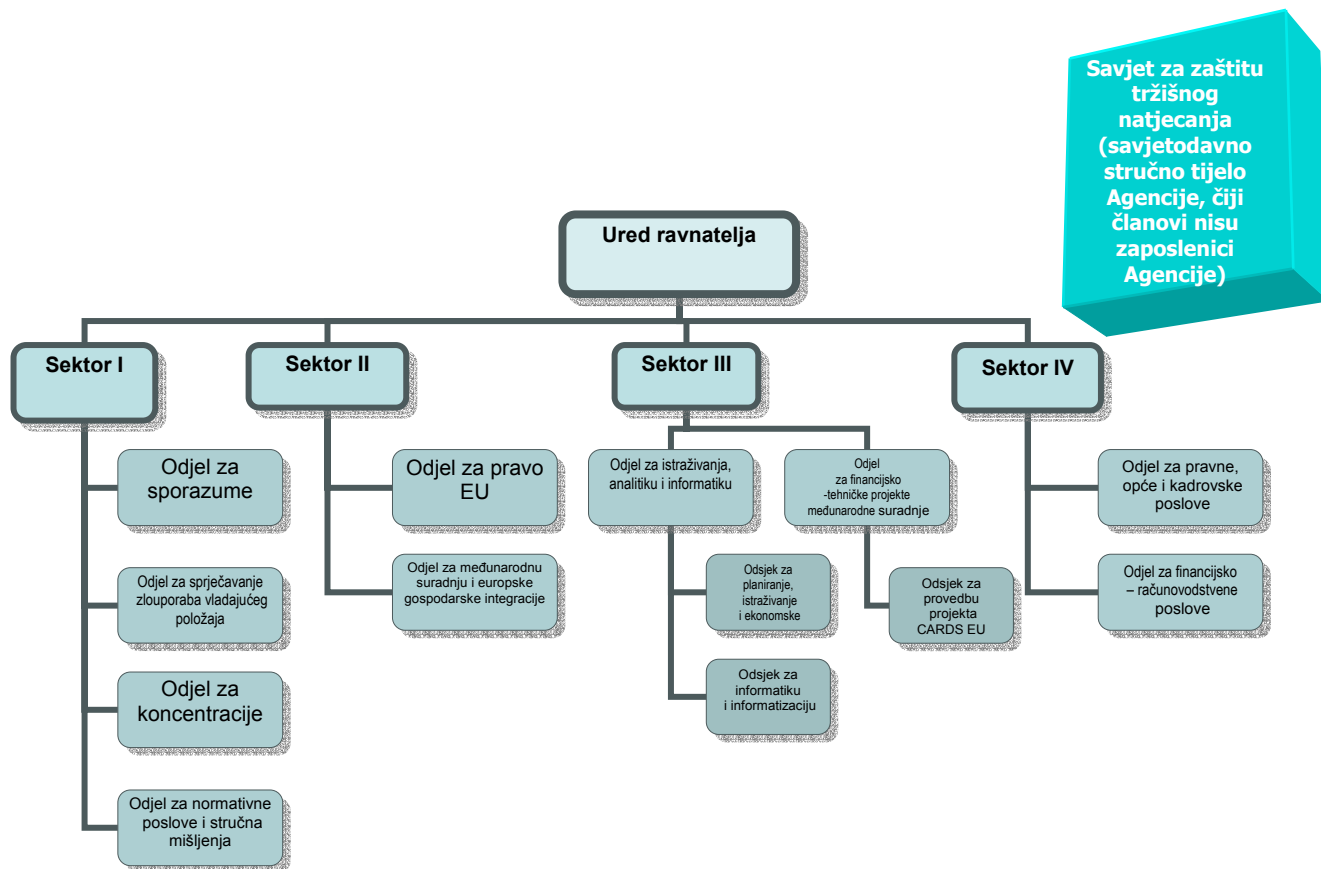 Savjet za zaštitu
tržišnog
natjecanja
(savjetodavno
stručno tijelo
Agencije, čiji
članovi nisu
zaposlenici
Agencije)
Ured ravnatelja
Sektor I
Sektor II
Sektor III
Sektor IV
Odjel za
sporazume
Odjel za sprječavanje
zlouporaba vladajućeg
položaja
Odjel za
koncentracije
Odjel za normativne
poslove i stručna
mišljenja
Odjel za pravo
EU
Odjel za međunarodnu
suradnju i europske
gospodarske integracije
Odjel za istraživanja,
analitiku i informatiku
Odsjek za
planiranje,
istraživanje
i ekonomske
Odsjek za
informatiku
i informatizaciju
Odjel
za financijsko
-tehničke projekte
međunarodne suradnje
Odsjek za
provedbu
projekta
CARDS EU
Odjel za pravne,
opće i kadrovske
poslove
Odjel za financijsko
– računovodstvene
poslove